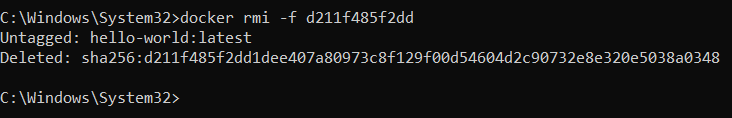 C:\Windows\System32>docker rmi -f d211f485f2dd
Untagged: hello-world:latest
Deleted: sha256:d211f485f2dd1dee407a80973c8f129f00d54604d2c90732e8e320e5038a0348
C:\Windows\System32>